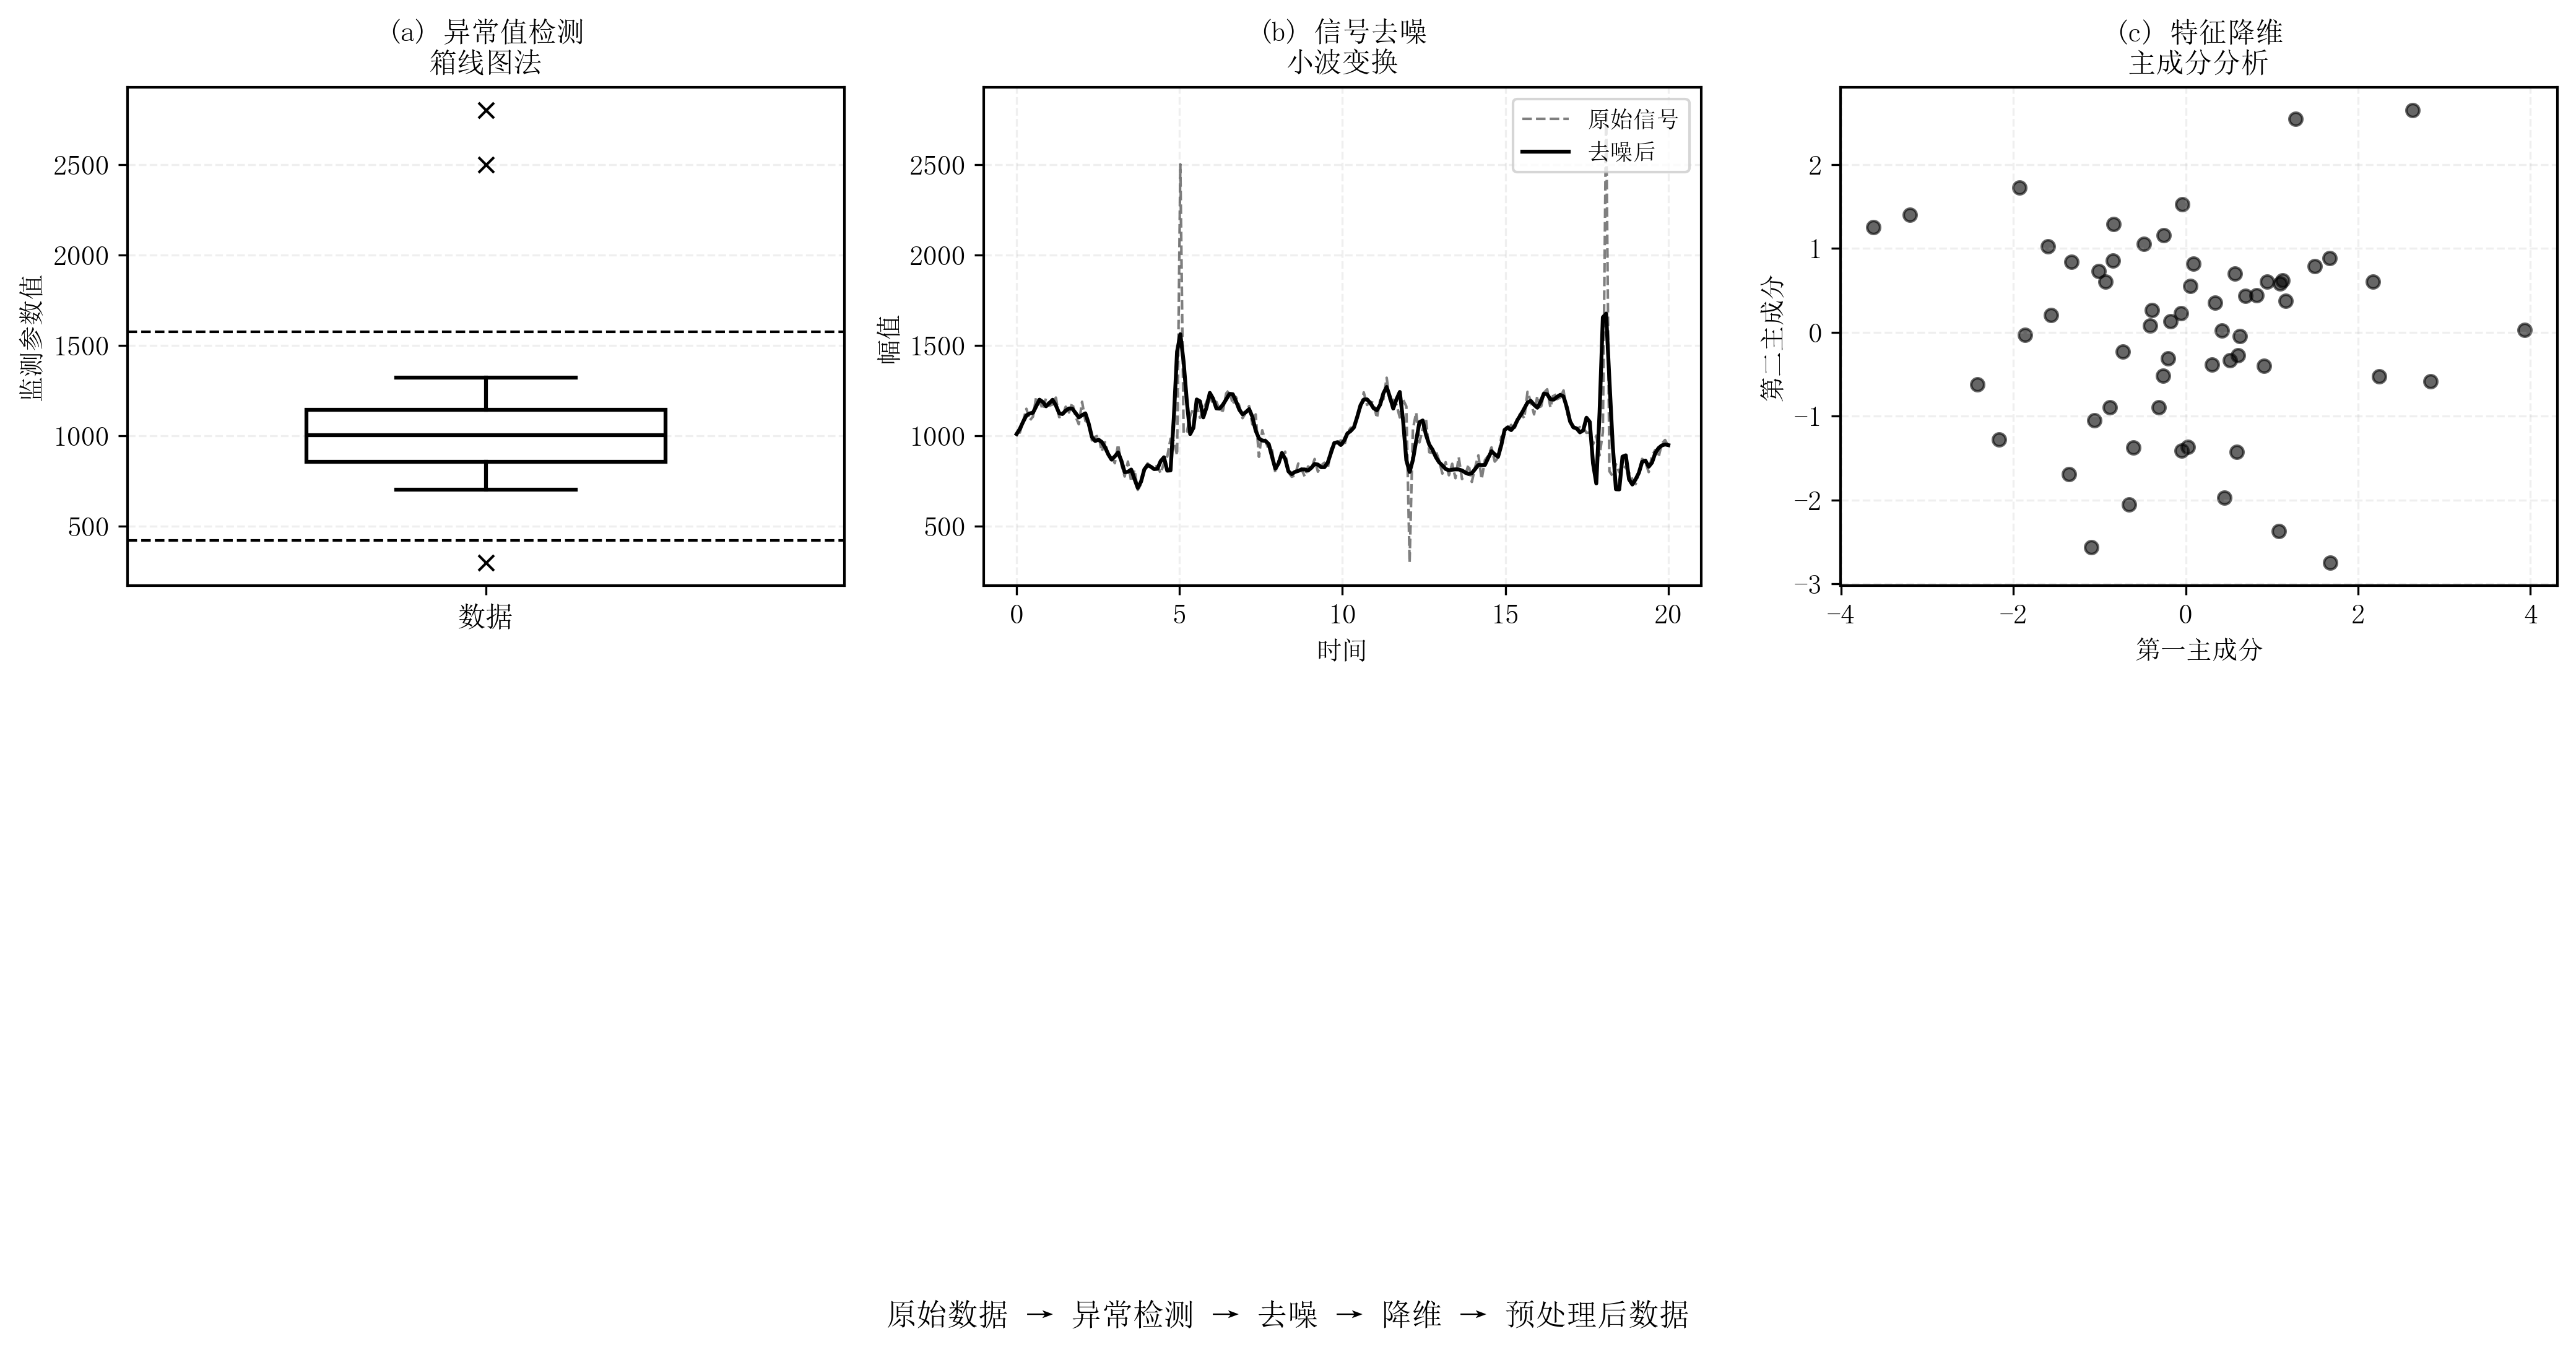 (a) 异常值检测
箱线图法
监测参数值
2500
2000
1500
1000
500
数据
(b) 信号去噪
小波变换
幅值
2500
2000
1500
1000
500
原始信号
去噪后
0 5 10 15 20
时间
(c) 特征降维
主成分分析
第二主成分
2
1
0
−1
−2
−3
−4 −2 0 2 4
第一主成分
原始数据 → 异常检测 → 去噪 → 降维 → 预处理后数据